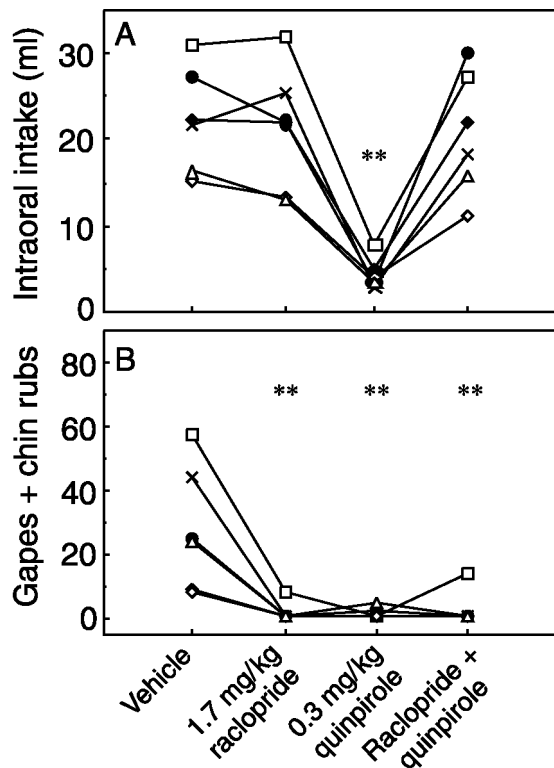 A
Intraoral intake (ml)
30
20
10
0
**
B
Gapes + chin rubs
80
60
40
20
0
** ** **
Vehicle
1.7 mg/kg
raclopride
0.3 mg/kg
quinpirole
Raclopride +
quinpirole